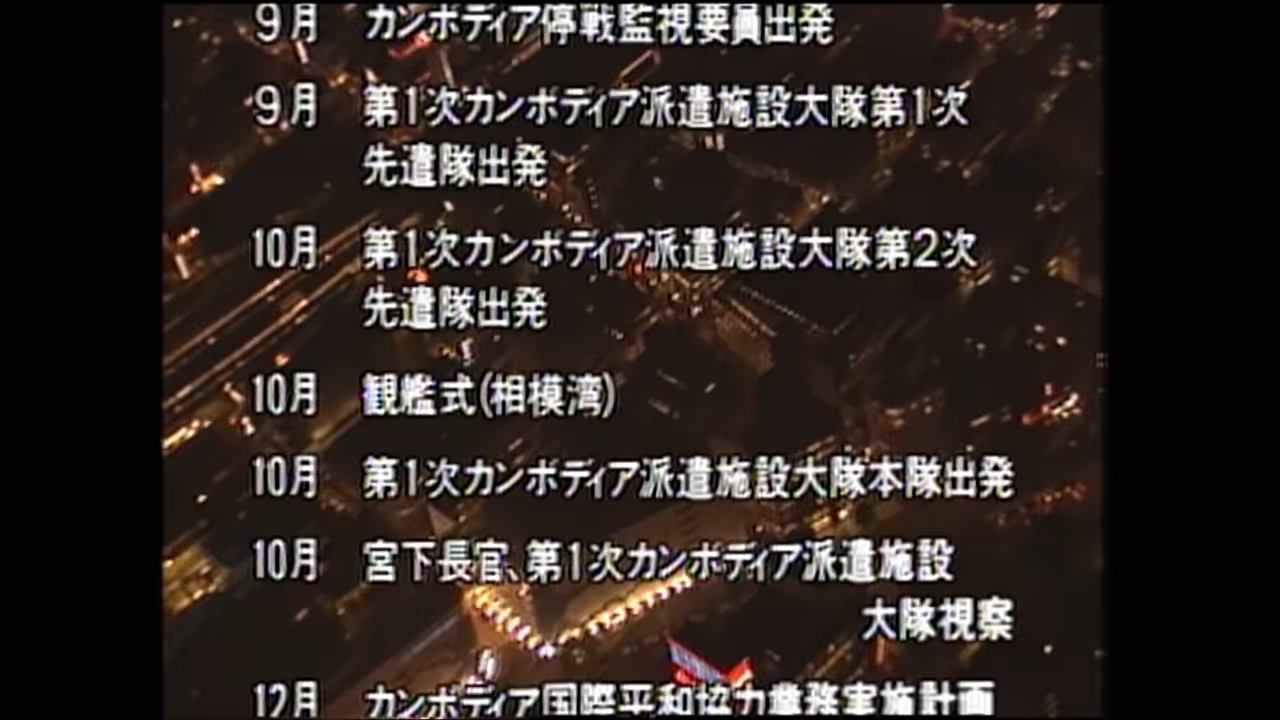 9月 カンボディア停戦監視要員出発
9月 第1次カンボディア派遣施設大隊第1次
先遣隊出発
10月 第1次カンボディア派遣施設大隊第2次
先遣隊出発
10月 観艦式(相模湾)
10月 第1次カンボディア派遣施設大隊本隊出発
10月 宮下長官、第1次カンボディア派遣施設
大隊視察
12月 カンボディア国際平和協力業務実施計画